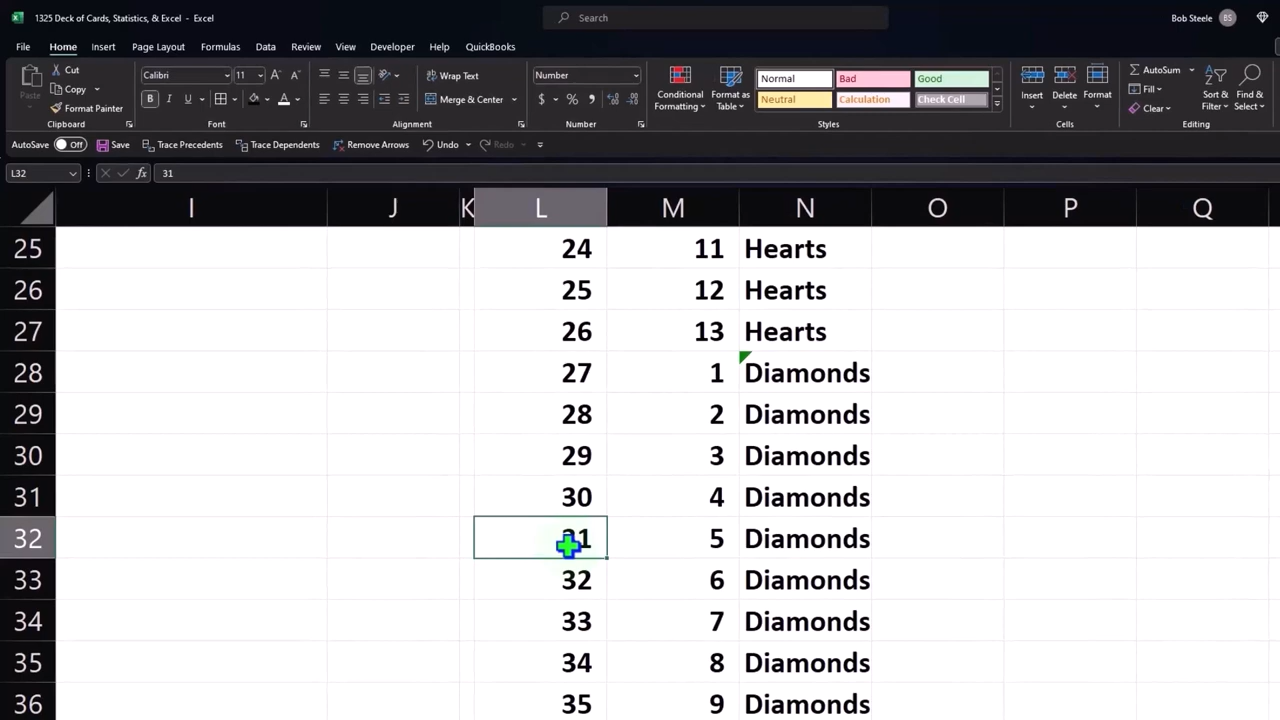 1325 Deck of Cards, Statistics, & Excel - Excel
Search
Bob Steele BS
File Home Insert Page Layout Formulas Data Review View Developer Help QuickBooks
Paste
Cut
Copy
Format Painter
Clipboard
Calibri 11
B I U
Font
Wrap Text
Merge & Center
Alignment
Number
$ % ,
Number
Conditional Formatting
Format as Table
Normal Bad Good
Neutral Calculation Check Cell
Styles
Insert Delete Format
Cells
AutoSum
Fill
Clear
Sort & Filter
Find & Select
Editing
AutoSave Off Save Trace Precedents Trace Dependents Remove Arrows Undo Redo
L32 fx 31
I J K L M N O P Q
25 24 11 Hearts
26 25 12 Hearts
27 26 13 Hearts
28 27 1 Diamonds
29 28 2 Diamonds
30 29 3 Diamonds
31 30 4 Diamonds
32 31 5 Diamonds
33 32 6 Diamonds
34 33 7 Diamonds
35 34 8 Diamonds
36 35 9 Diamonds